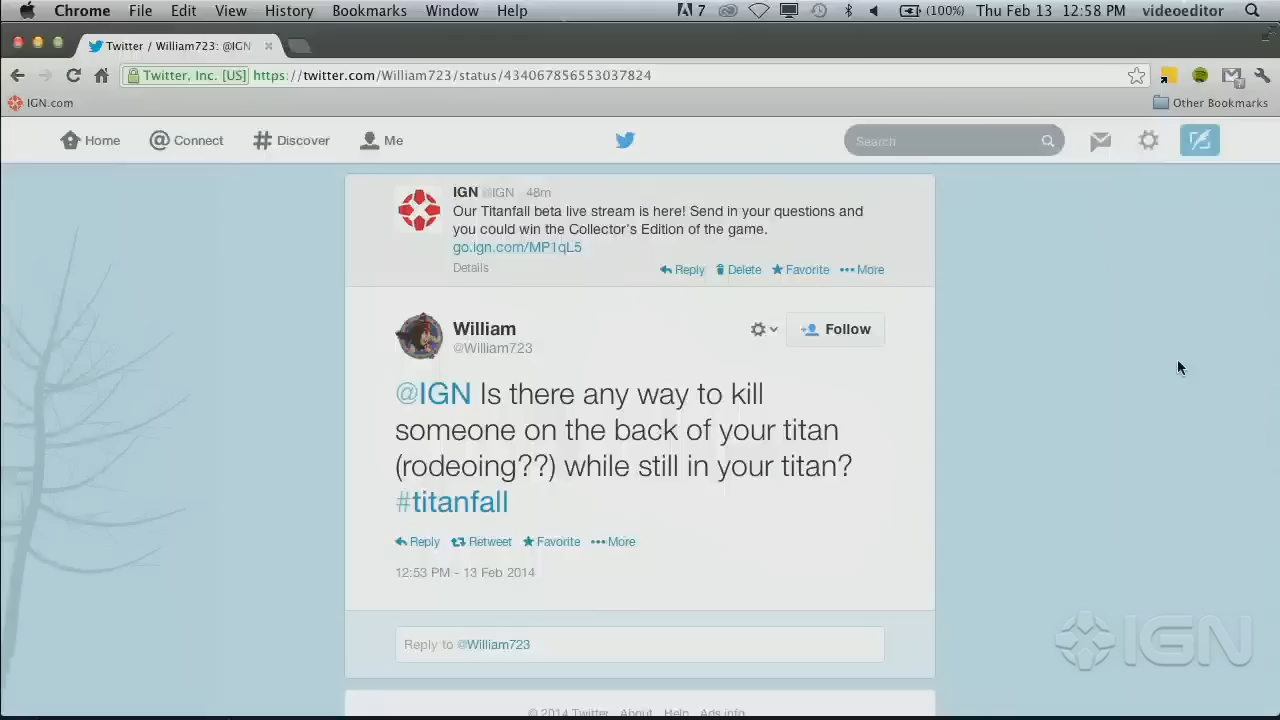 Chrome File Edit View History Bookmarks Window Help 7 (100%) Thu Feb 13 12:58 PM videoeditor
Twitter / William723: @IGN
Twitter, Inc. [US] https://twitter.com/William723/status/434067856553037824
IGN.com Other Bookmarks
Home Connect Discover Me Search
IGN @IGN · 48m
Our Titanfall beta live stream is here! Send in your questions and
you could win the Collector's Edition of the game.
go.ign.com/MP1qL5
Details Reply Delete Favorite More
William
@William723
Follow
@IGN Is there any way to kill
someone on the back of your titan
(rodeoing??) while still in your titan?
#titanfall
Reply Retweet Favorite More
12:53 PM - 13 Feb 2014
Reply to @William723
IGN
© 2014 Twitter About Help Ads info